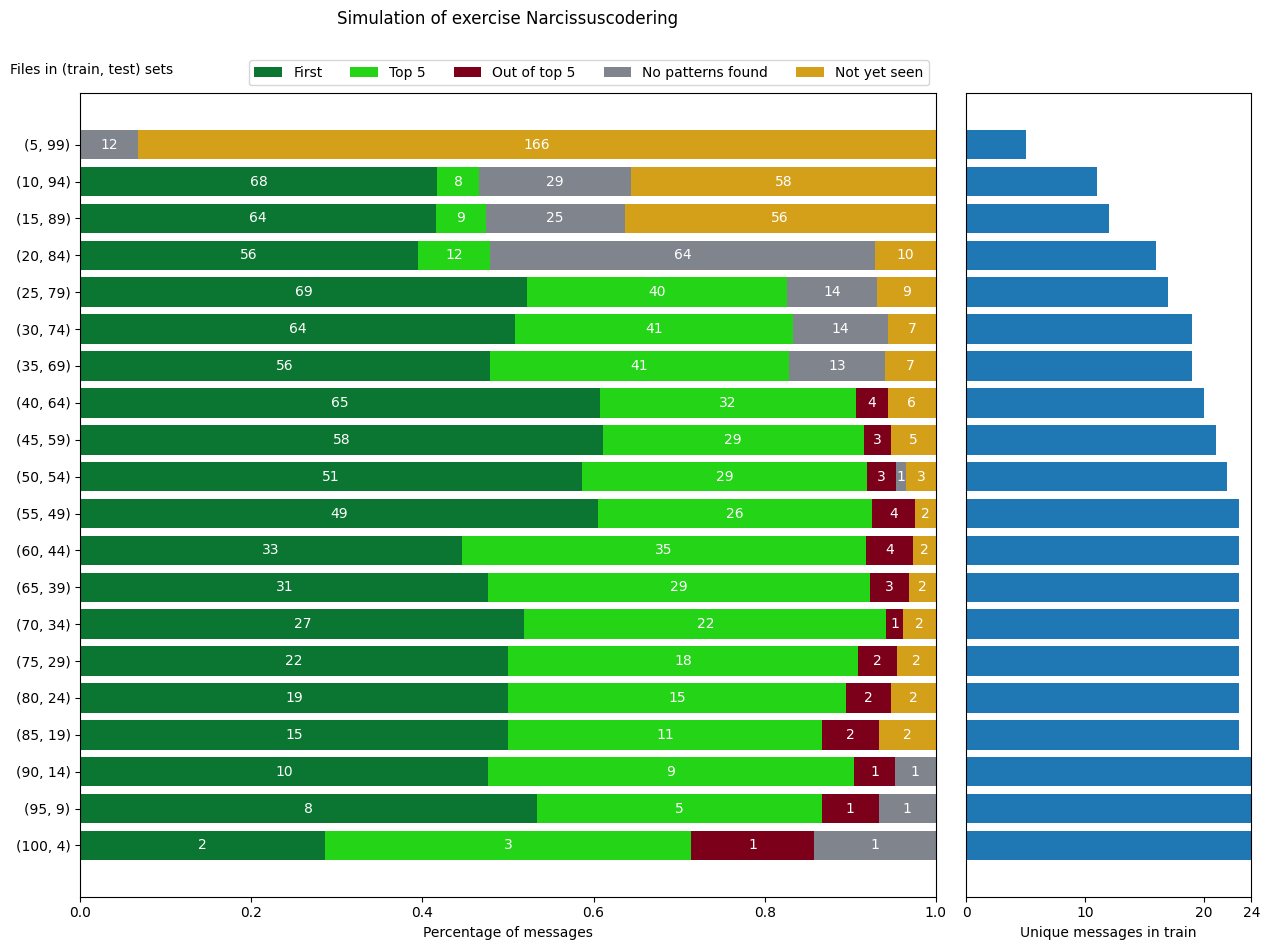 Simulation of exercise Narcissuscodering
Files in (train, test) sets
First Top 5 Out of top 5 No patterns found Not yet seen
(5, 99) 12 166
(10, 94) 68 8 29 58
(15, 89) 64 9 25 56
(20, 84) 56 12 64 10
(25, 79) 69 40 14 9
(30, 74) 64 41 14 7
(35, 69) 56 41 13 7
(40, 64) 65 32 4 6
(45, 59) 58 29 3 5
(50, 54) 51 29 3 1 3
(55, 49) 49 26 4 2
(60, 44) 33 35 4 2
(65, 39) 31 29 3 2
(70, 34) 27 22 1 2
(75, 29) 22 18 2 2
(80, 24) 19 15 2 2
(85, 19) 15 11 2 2
(90, 14) 10 9 1 1
(95, 9) 8 5 1 1
(100, 4) 2 3 1 1
0.0 0.2 0.4 0.6 0.8 1.0
Percentage of messages
0 10 20 24
Unique messages in train